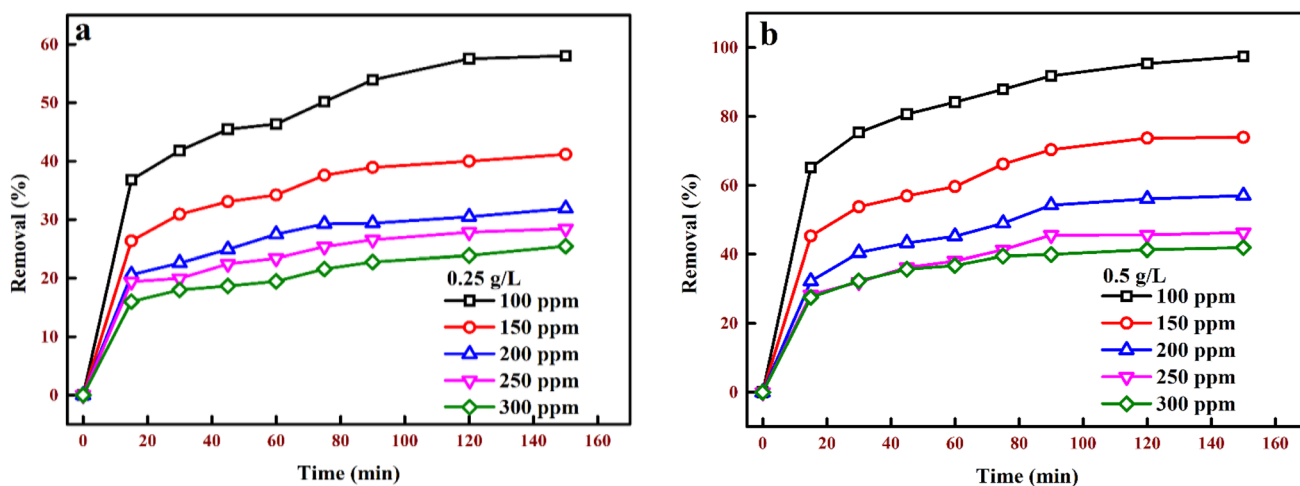 a
60
50
40
30
20
10
0
Removal (%)
0.25 g/L
100 ppm
150 ppm
200 ppm
250 ppm
300 ppm
0 20 40 60 80 100 120 140 160
Time (min)
b
100
80
60
40
20
0
Removal (%)
0.5 g/L
100 ppm
150 ppm
200 ppm
250 ppm
300 ppm
0 20 40 60 80 100 120 140 160
Time (min)